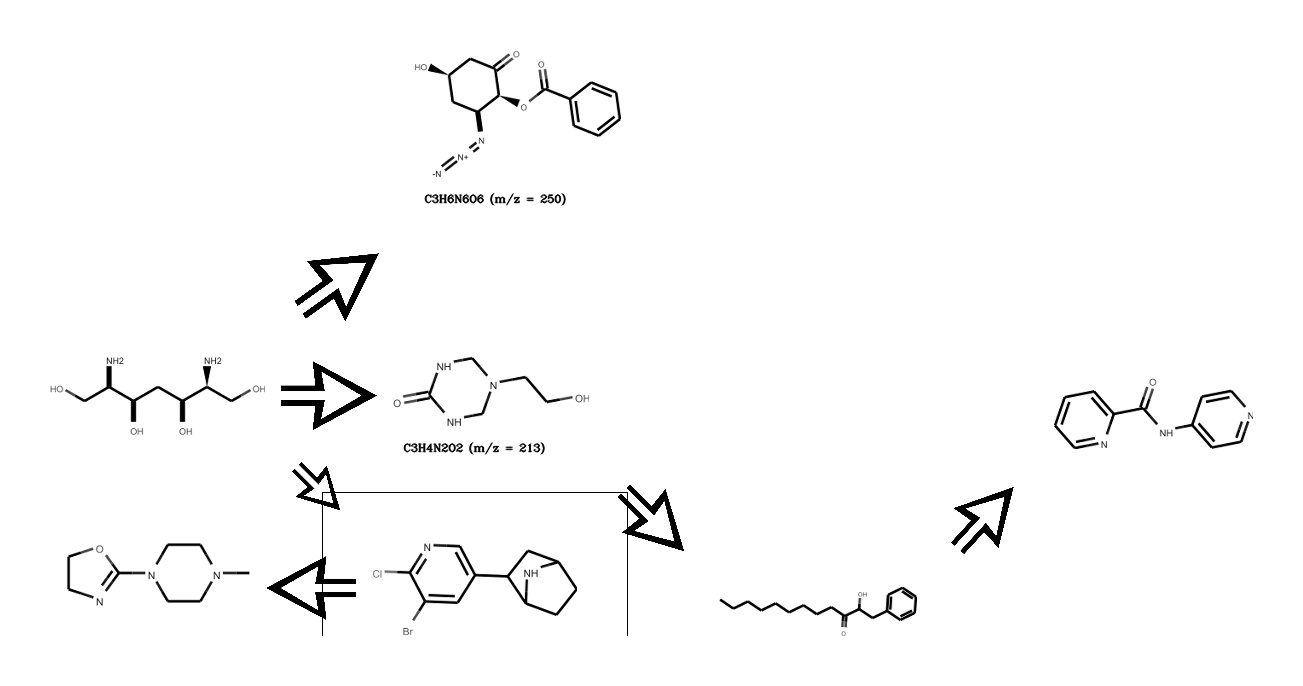 HO
O
O
O
N
N+
-N
C3H6N6O6 (m/z = 250)
NH2
NH2
HO
OH
OH
OH
NH
N
O
NH
OH
C3H4N2O2 (m/z = 213)
O
N
NH
N
O
N
N
N
N
Cl
NH
Br
OH
O